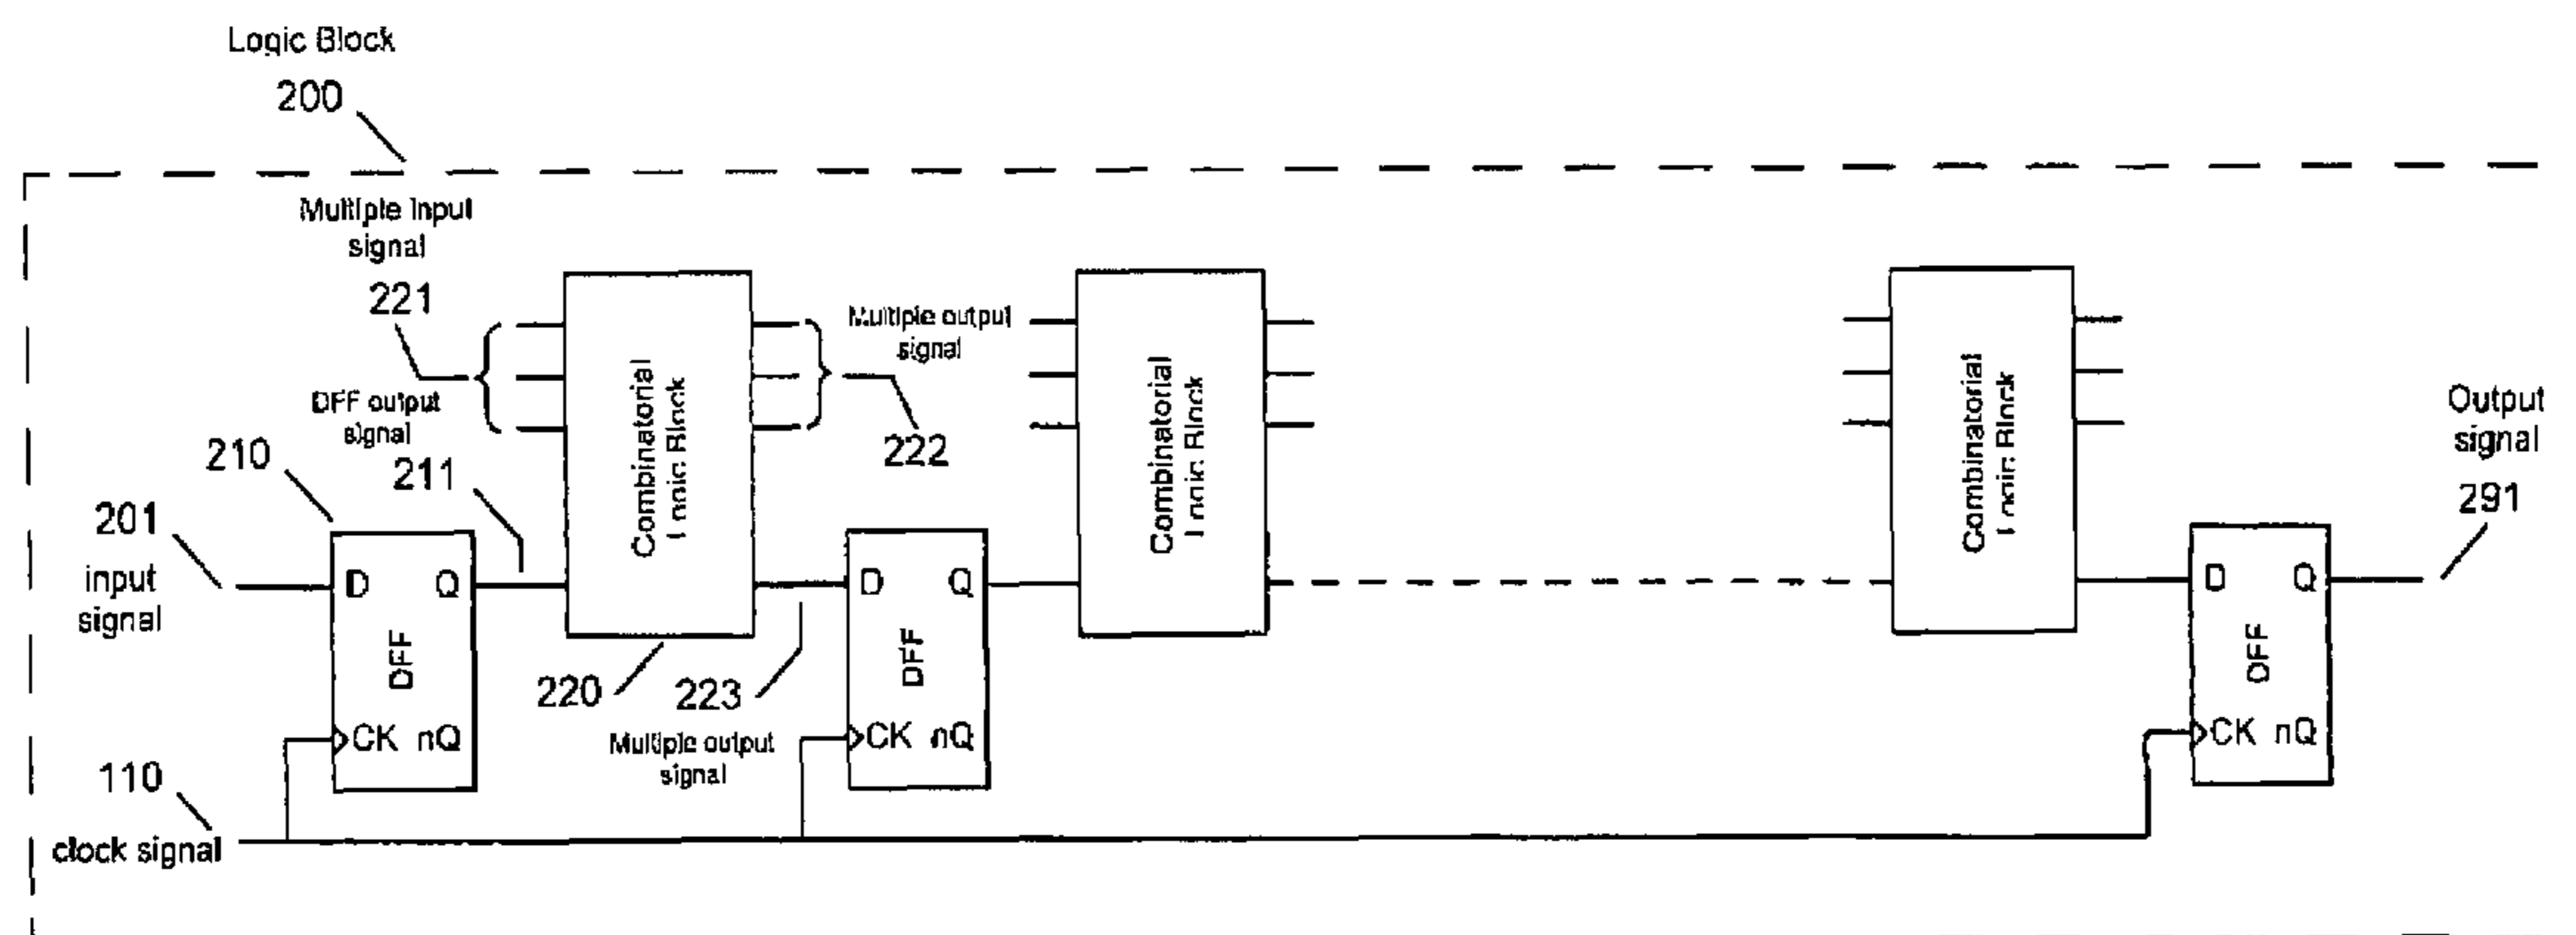 Logic Block
200
Multiple input
signal
221
Multiple output
signal
222
DFF output
signal
211
210
201
input
signal
D Q
DFF
CK nQ
Combinatorial
Logic Block
220
223
Multiple output
signal
D Q
DFF
CK nQ
Combinatorial
Logic Block
Combinatorial
Logic Block
D Q
DFF
CK nQ
Output
signal
291
110
clock signal